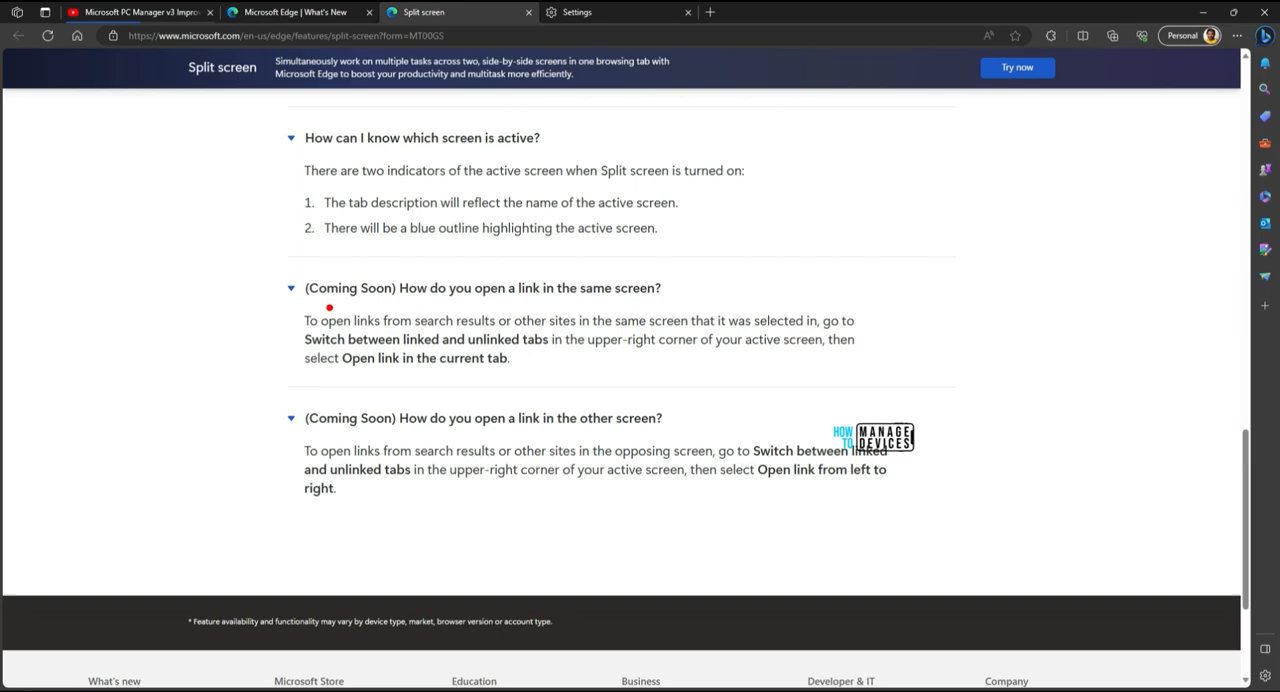 Microsoft PC Manager v3 Impro
Microsoft Edge | What's New
Split screen
Settings
https://www.microsoft.com/en-us/edge/features/split-screen?form=MT00GS
Personal
Split screen
Simultaneously work on multiple tasks across two, side-by-side screens in one browsing tab with
Microsoft Edge to boost your productivity and multitask more efficiently.
Try now
How can I know which screen is active?
There are two indicators of the active screen when Split screen is turned on:
1. The tab description will reflect the name of the active screen.
2. There will be a blue outline highlighting the active screen.
(Coming Soon) How do you open a link in the same screen?
To open links from search results or other sites in the same screen that it was selected in, go to
Switch between linked and unlinked tabs in the upper-right corner of your active screen, then
select Open link in the current tab.
(Coming Soon) How do you open a link in the other screen?
HOW TO MANAGE DEVICES
To open links from search results or other sites in the opposing screen, go to Switch between linked
and unlinked tabs in the upper-right corner of your active screen, then select Open link from left to
right.
* Feature availability and functionality may vary by device type, market, browser version or account type.
What's new
Microsoft Store
Education
Business
Developer & IT
Company